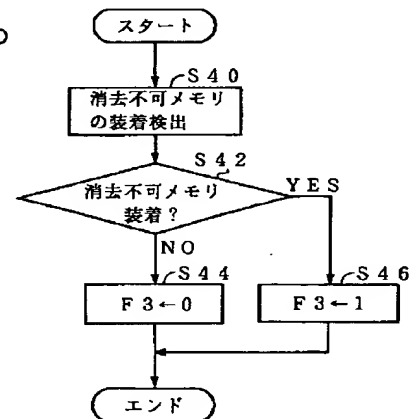 スタート
S40
消去不可メモリ
の装着検出
S42
消去不可メモリ
装着?
YES
NO
S44
F3←0
S46
F3←1
エンド